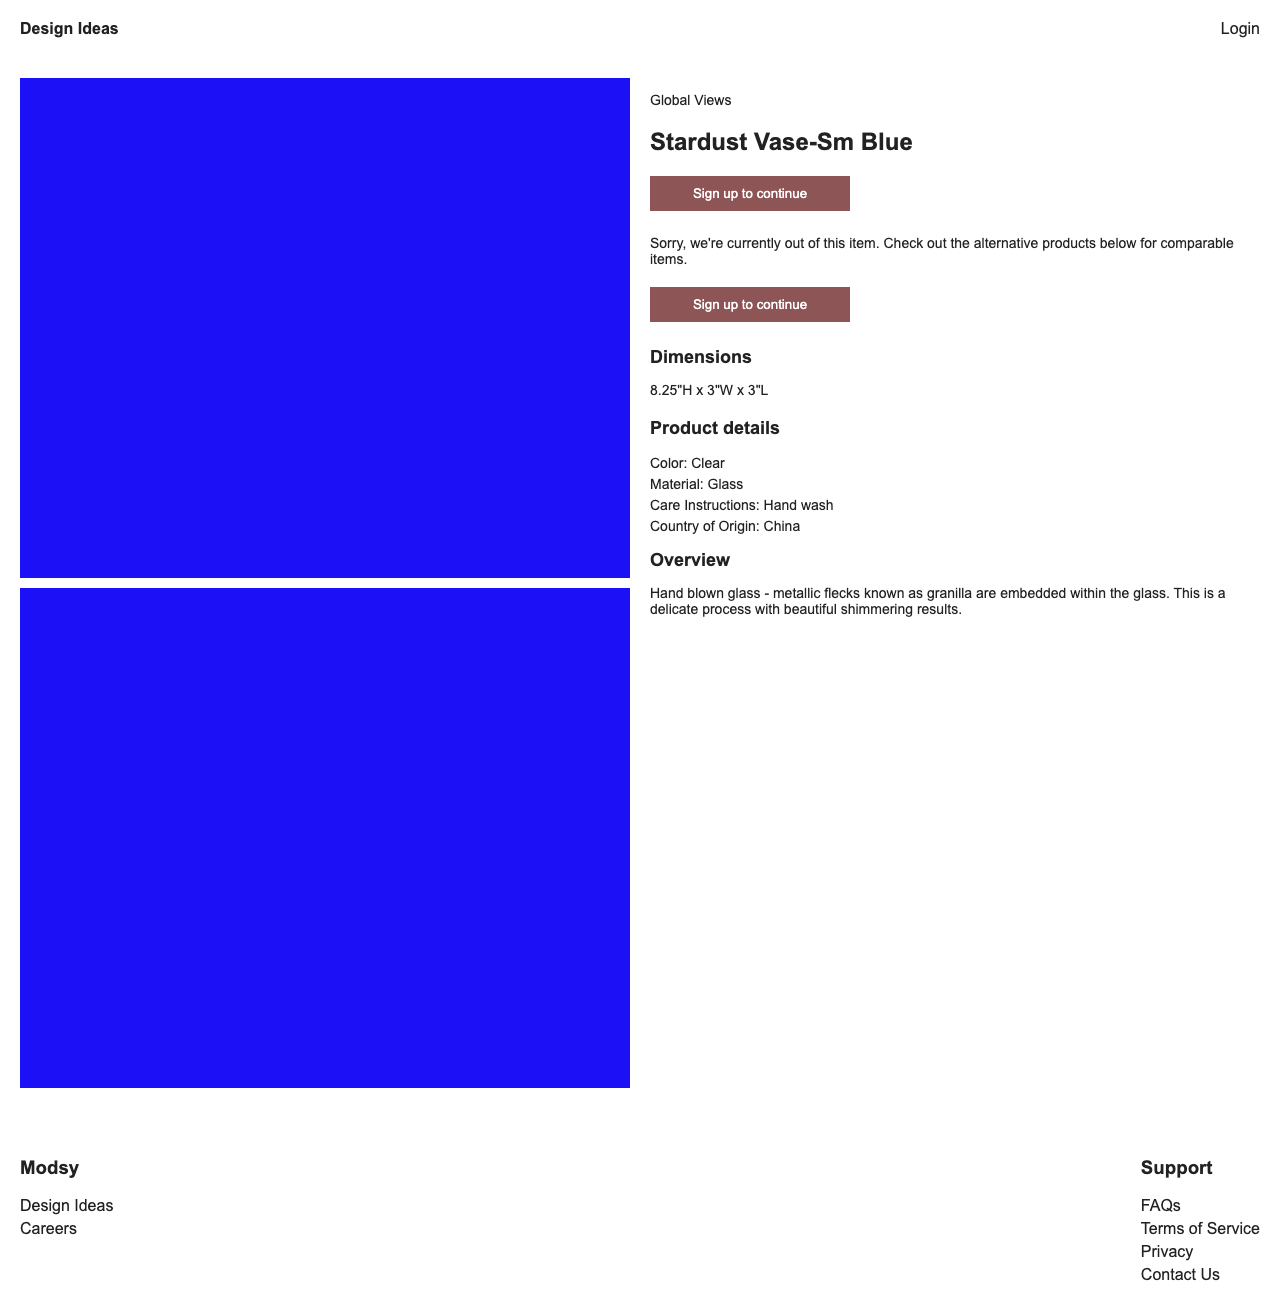 Design Ideas
Login
Global Views
Stardust Vase-Sm Blue
Sign up to continue
Sorry, we're currently out of this item. Check out the alternative products below for comparable
items.
Sign up to continue
Dimensions
8.25"H x 3"W x 3"L
Product details
Color: Clear
Material: Glass
Care Instructions: Hand wash
Country of Origin: China
Overview
Hand blown glass - metallic flecks known as granilla are embedded within the glass. This is a
delicate process with beautiful shimmering results.
Modsy
Design Ideas
Careers
Support
FAQs
Terms of Service
Privacy
Contact Us